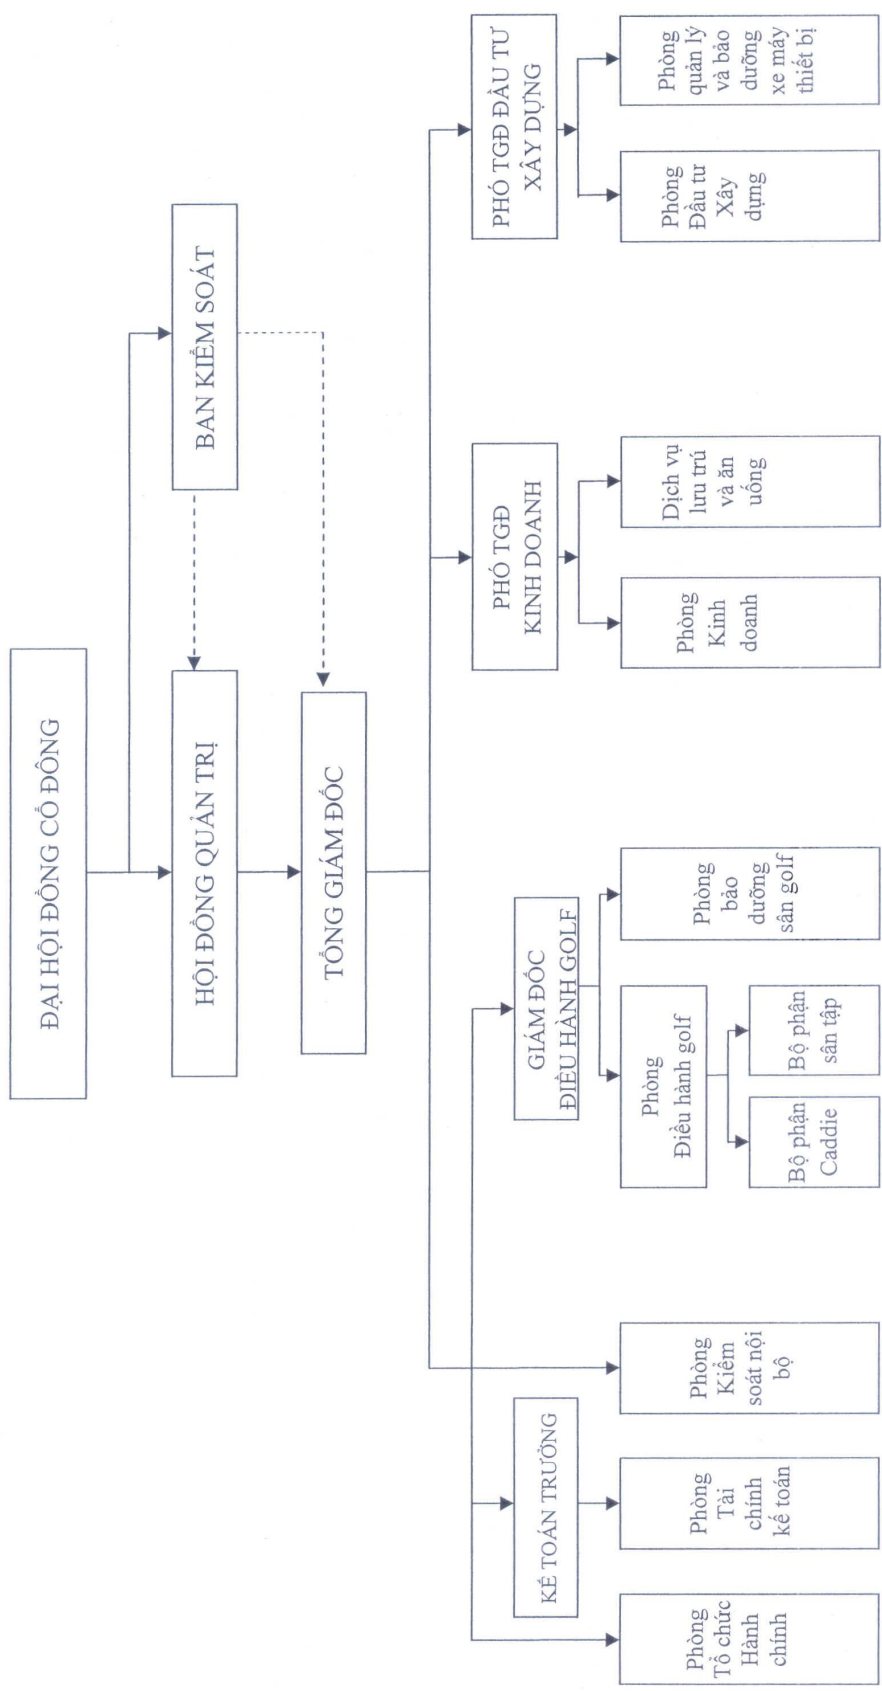 ĐẠI HỘI ĐỒNG CỔ ĐÔNG
HỘI ĐỒNG QUẢN TRỊ
BAN KIỂM SOÁT
TỔNG GIÁM ĐỐC
KẾ TOÁN TRƯỞNG
GIÁM ĐỐC
ĐIỀU HÀNH GOLF
PHÓ TGĐ
KINH DOANH
PHÓ TGĐ ĐẦU TƯ
XÂY DỰNG
Phòng
Tổ chức
Hành
chính
Phòng
Tài
chính
kế toán
Phòng
Kiểm
soát nội
bộ
Phòng
Điều hành golf
Phòng
bảo
dưỡng
sân golf
Phòng
Kinh
doanh
Dịch vụ
lưu trú
và ăn
uống
Phòng
Đầu tư
Xây
dựng
Phòng
quản lý
và bảo
dưỡng
xe máy
thiết bị
Bộ phận
Caddie
Bộ phận
sân tập